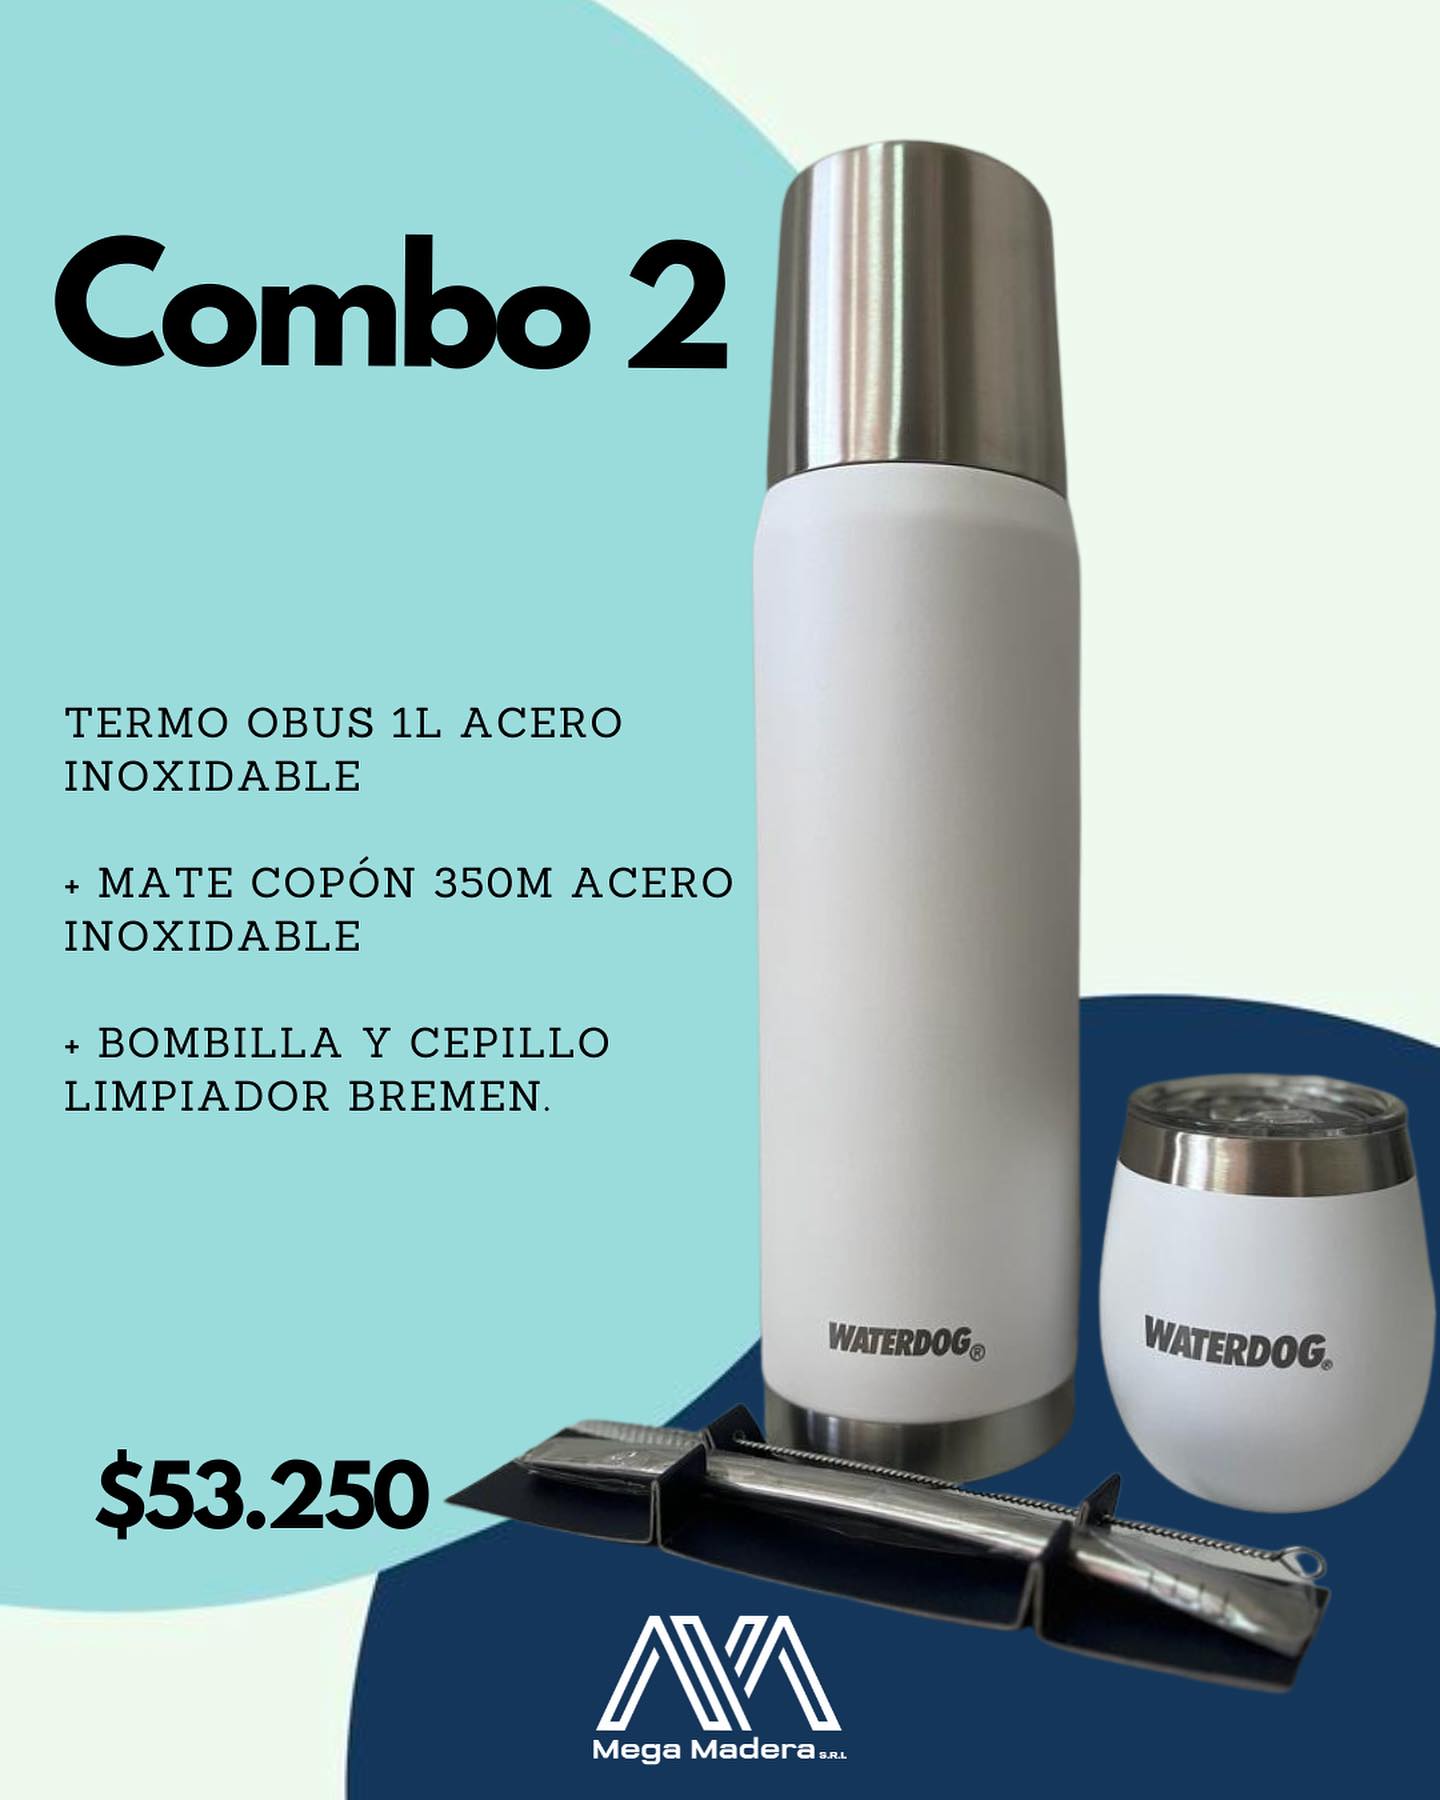 Combo 2
TERMO OBUS 1L ACERO
INOXIDABLE
+ MATE COPÓN 350M ACERO
INOXIDABLE
+ BOMBILLA Y CEPILLO
LIMPIADOR BREMEN.
WATERDOG®
WATERDOG®
$53.250
Mega Madera S.R.L